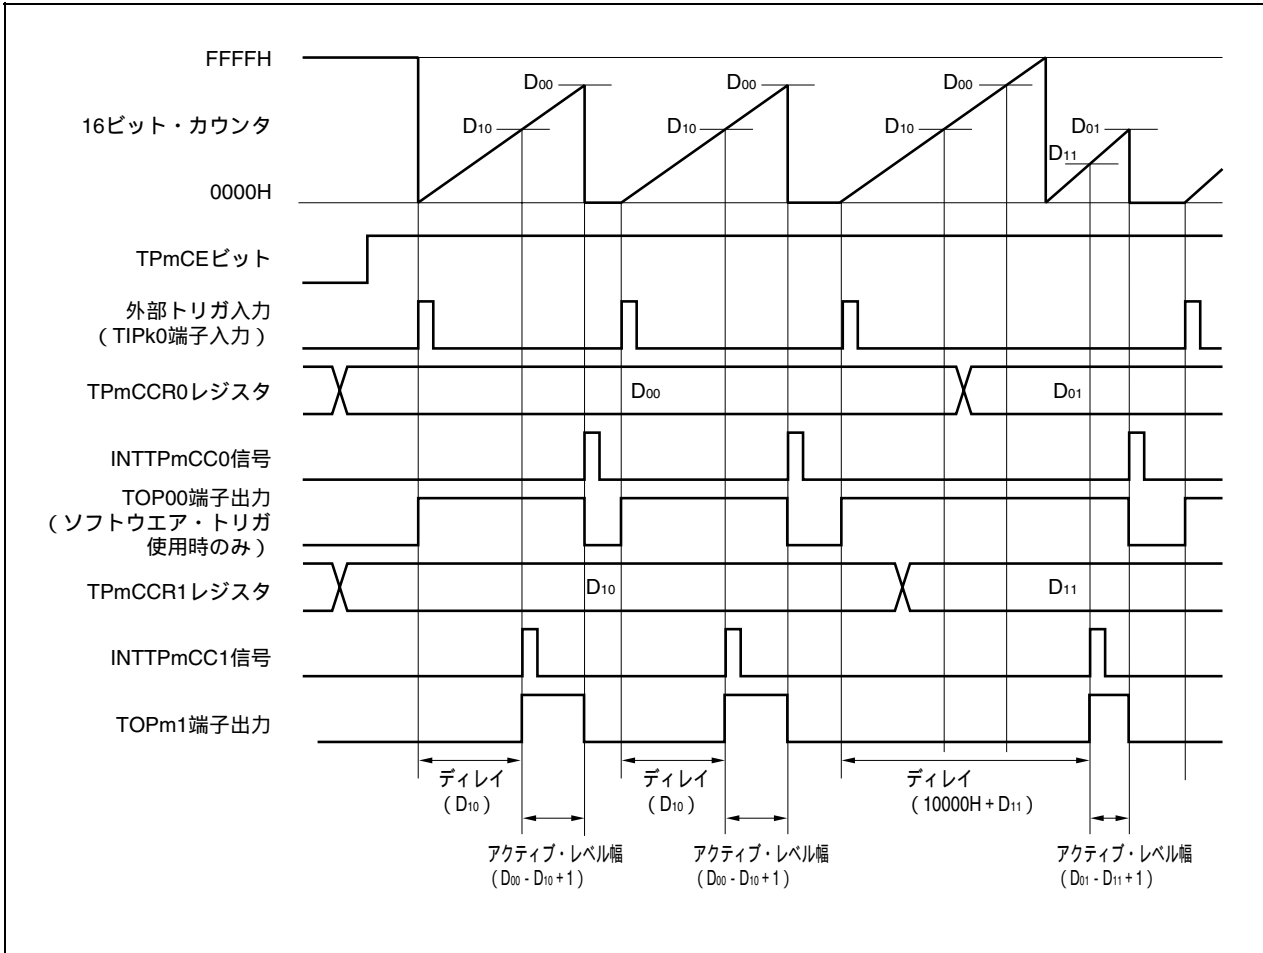 FFFFH
D00
D00
D00
16ビット・カウンタ
D10
D10
D10
D01
D11
0000H
TPmCEビット
外部トリガ入力
（TIPk0端子入力）
TPmCCR0レジスタ
D00
D01
INTTPmCC0信号
TOP00端子出力
（ソフトウエア・トリガ
使用時のみ）
TPmCCR1レジスタ
D10
D11
INTTPmCC1信号
TOPm1端子出力
ディレイ
（D10）
ディレイ
（D10）
ディレイ
（10000H + D11）
アクティブ・レベル幅
（D00 - D10 + 1）
アクティブ・レベル幅
（D00 - D10 + 1）
アクティブ・レベル幅
（D01 - D11 + 1）